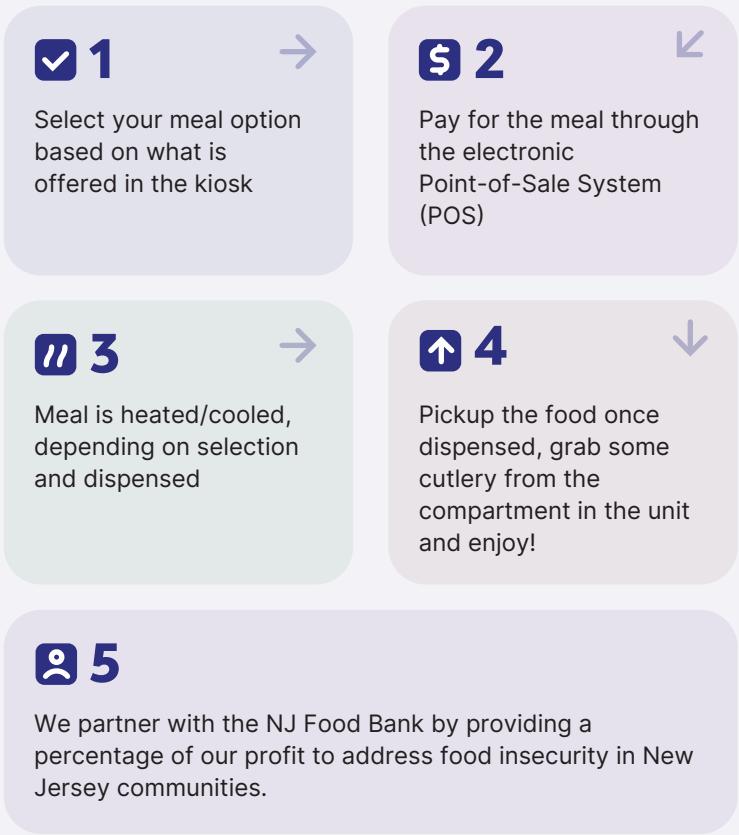 1
Select your meal option
based on what is
offered in the kiosk
$ 2
Pay for the meal through
the electronic
Point-of-Sale System
(POS)
3
Meal is heated/cooled,
depending on selection
and dispensed
4
Pickup the food once
dispensed, grab some
cutlery from the
compartment in the unit
and enjoy!
5
We partner with the NJ Food Bank by providing a
percentage of our profit to address food insecurity in New
Jersey communities.